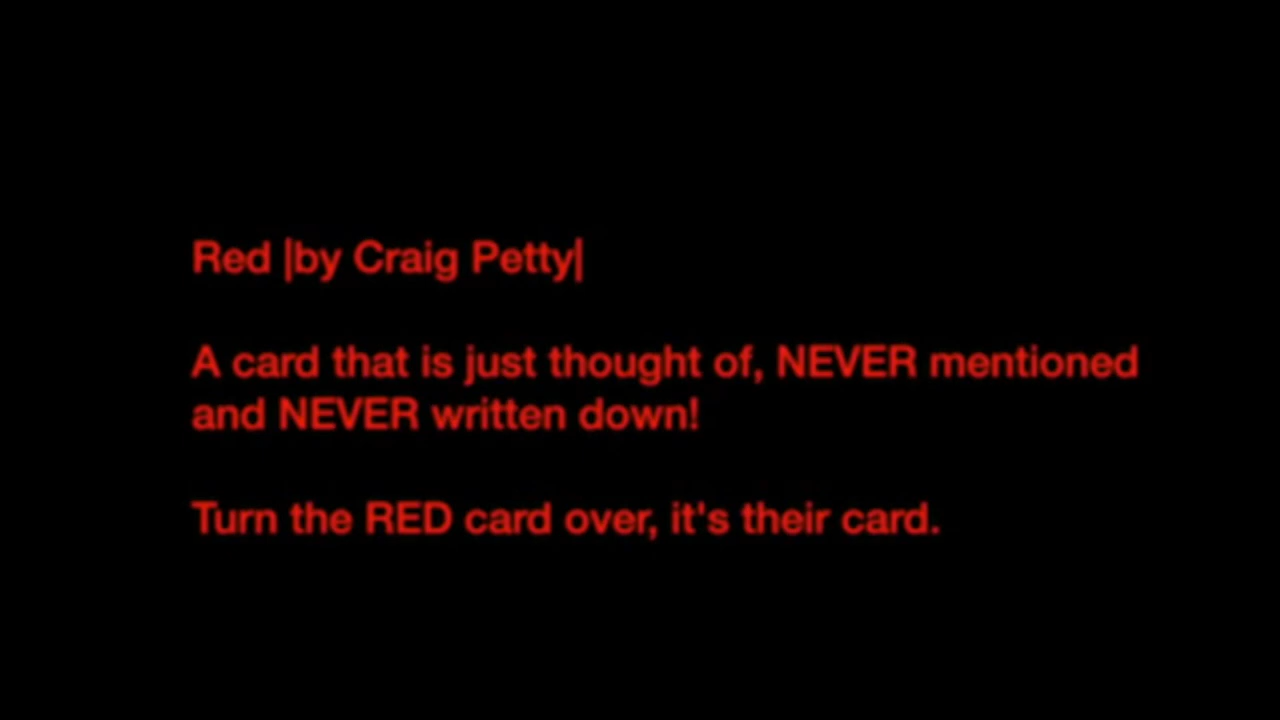 Red |by Craig Petty|
A card that is just thought of, NEVER mentioned
and NEVER written down!
Turn the RED card over, it's their card.